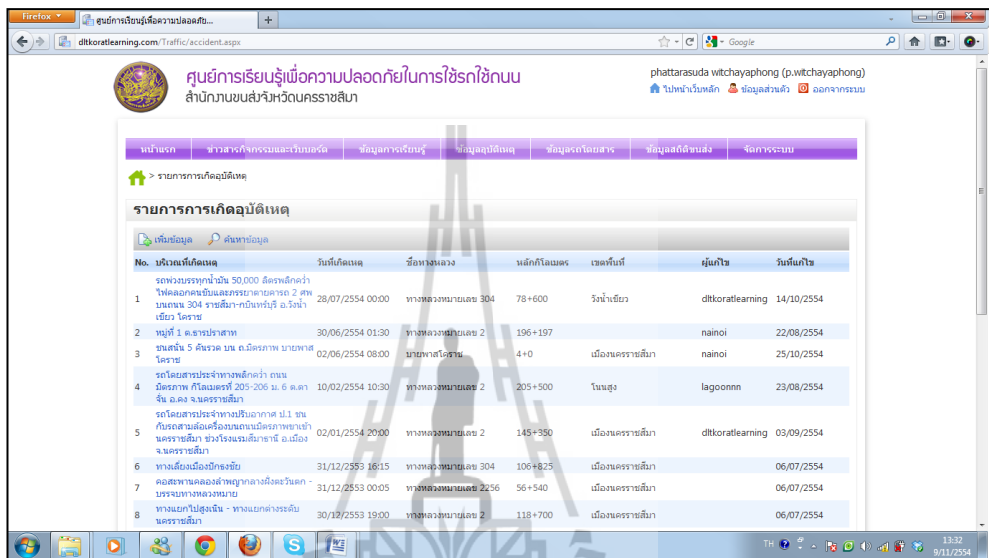 Firefox
ศูนย์การเรียนรู้เพื่อความปลอดภัย...
dltkoratlearning.com/Traffic/accident.aspx
Google
ศูนย์การเรียนรู้เพื่อความปลอดภัยในการใช้รถใช้ถนน
สำนักงานขนส่งจังหวัดนครราชสีมา
phattarasuda witchayaphong (p.witchayaphong)
ไปหน้าเว็บหลัก ข้อมูลส่วนตัว ออกจากระบบ
หน้าแรก ข่าวสารกิจกรรมและเว็บบอร์ด ข้อมูลการเรียนรู้ ข้อมูลอุบัติเหตุ ข้อมูลรถโดยสาร ข้อมูลสถิติขนส่ง จัดการระบบ
> รายการการเกิดอุบัติเหตุ
รายการการเกิดอุบัติเหตุ
เพิ่มข้อมูล ค้นหาข้อมูล
No. บริเวณที่เกิดเหตุ วันที่เกิดเหตุ ชื่อทางหลวง หลักกิโลเมตร เขตพื้นที่ ผู้แก้ไข วันที่แก้ไข
รถพ่วงบรรทุกน้ำมัน 50,000 ลิตรพลิกคว่ำ
ไฟคลอกคนขับและภรรยาตายคารถ 2 ศพ
1 บนถนน 304 ราชสีมา-กบินทร์บุรี อ.วังน้ำ 28/07/2554 00:00 ทางหลวงหมายเลข 304 78+600 วังน้ำเขียว dltkoratlearning 14/10/2554
เขียว โคราช
2 หมู่ที่ 1 ต.ธารปราสาท 30/06/2554 01:30 ทางหลวงหมายเลข 2 196+197 nainoi 22/08/2554
3 ชนสนั่น 5 คันรวด บน ถ.มิตรภาพ บายพาส 02/06/2554 08:00 บายพาสโคราช 4+0 เมืองนครราชสีมา nainoi 25/10/2554
โคราช
รถโดยสารประจำทางพลิกคว่ำ ถนน
4 มิตรภาพ กิโลเมตรที่ 205-206 ม. 6 ต.ตา 10/02/2554 10:30 ทางหลวงหมายเลข 2 205+500 โนนสูง lagoonnn 23/08/2554
จั่น อ.คง จ.นครราชสีมา
รถโดยสารประจำทางปรับอากาศ ป.1 ชน
กับรถสามล้อเครื่องบนถนนมิตรภาพขาเข้า
5 นครราชสีมา ช่วงโรงแรมสีมาธานี อ.เมือง 02/01/2554 20:00 ทางหลวงหมายเลข 2 145+350 เมืองนครราชสีมา dltkoratlearning 03/09/2554
จ.นครราชสีมา
6 ทางเลี่ยงเมืองปักธงชัย 31/12/2553 16:15 ทางหลวงหมายเลข 304 106+825 เมืองนครราชสีมา 06/07/2554
7 คอสะพานคลองลำพญากลางฝั่งตะวันตก - 31/12/2553 00:05 ทางหลวงหมายเลข 2256 56+540 เมืองนครราชสีมา 06/07/2554
บรรจบทางหลวงหมาย
8 ทางแยกไปสูงเนิน - ทางแยกต่างระดับ 30/12/2553 19:00 ทางหลวงหมายเลข 2 118+700 เมืองนครราชสีมา 06/07/2554
นครราชสีมา
TH
13:32
9/11/2554